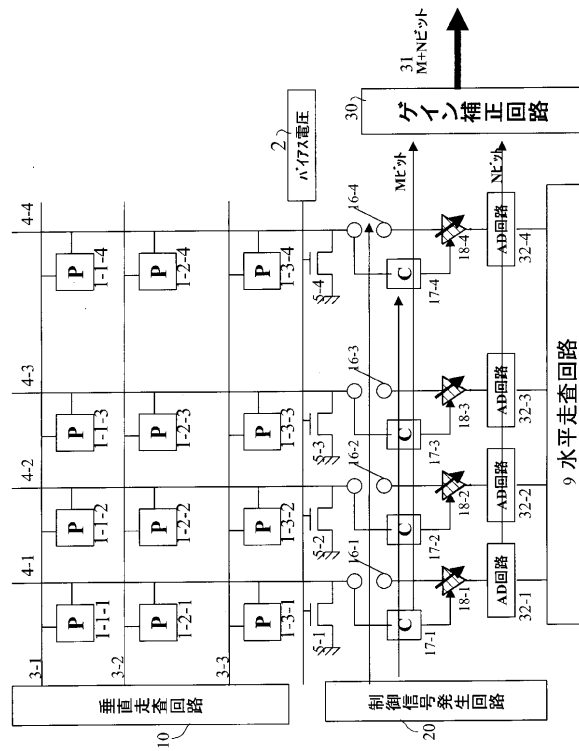 31
M+Nビット
30
ゲイン補正回路
2
バイアス電圧
Mビット
Nビット
4-1
4-2
4-3
4-4
3-1
P
P
P
P
1-1-1
1-1-2
1-1-3
1-1-4
3-2
P
P
P
P
1-2-1
1-2-2
1-2-3
1-2-4
3-3
P
P
P
P
1-3-1
1-3-2
1-3-3
1-3-4
垂直走査回路
10
5-1
5-2
5-3
5-4
16-1
16-2
16-3
16-4
C
C
C
C
17-1
17-2
17-3
17-4
制御信号発生回路
20
18-1
18-2
18-3
18-4
AD回路
AD回路
AD回路
AD回路
32-1
32-2
32-3
32-4
9 水平走査回路